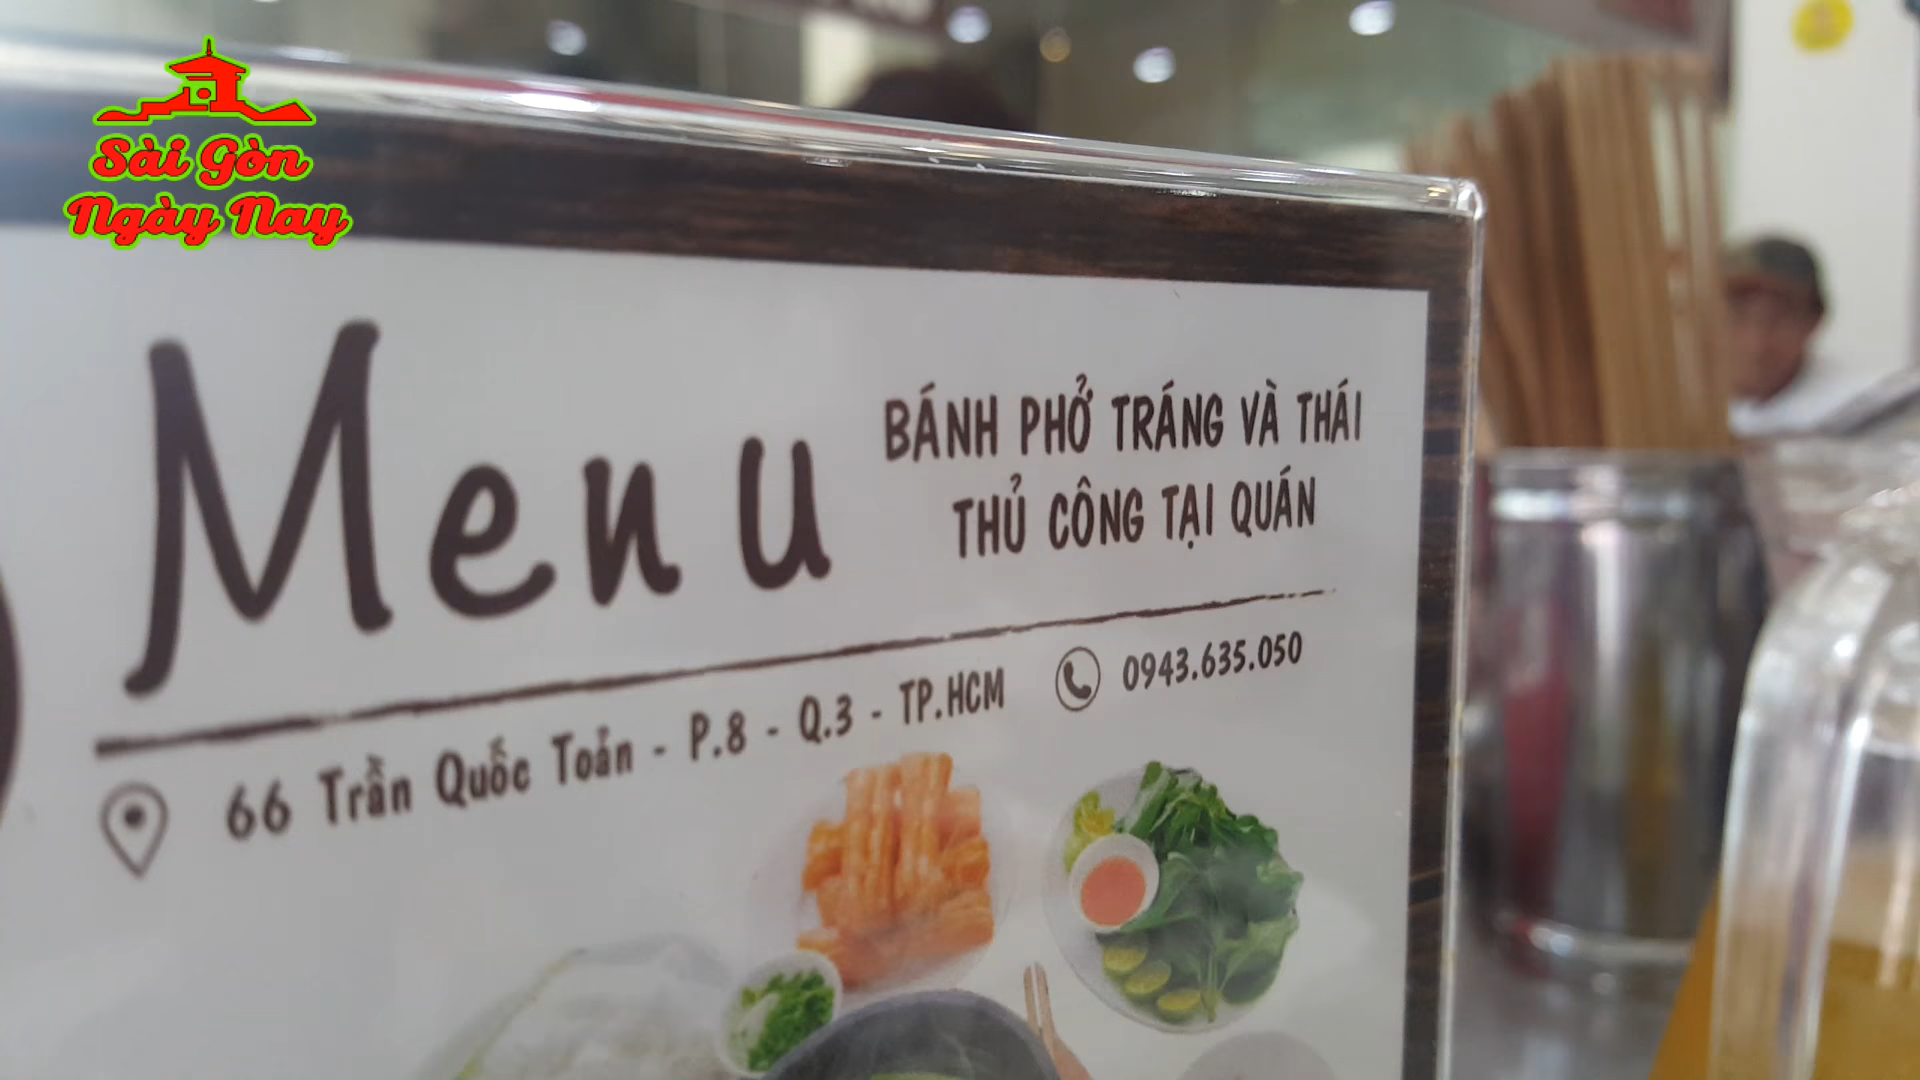 Sài Gòn
Ngày Nay
Menu
BÁNH PHỞ TRÁNG VÀ THÁI
THỦ CÔNG TẠI QUÁN
66 Trần Quốc Toản - P.8 - Q.3 - TP.HCM
0943.635.050